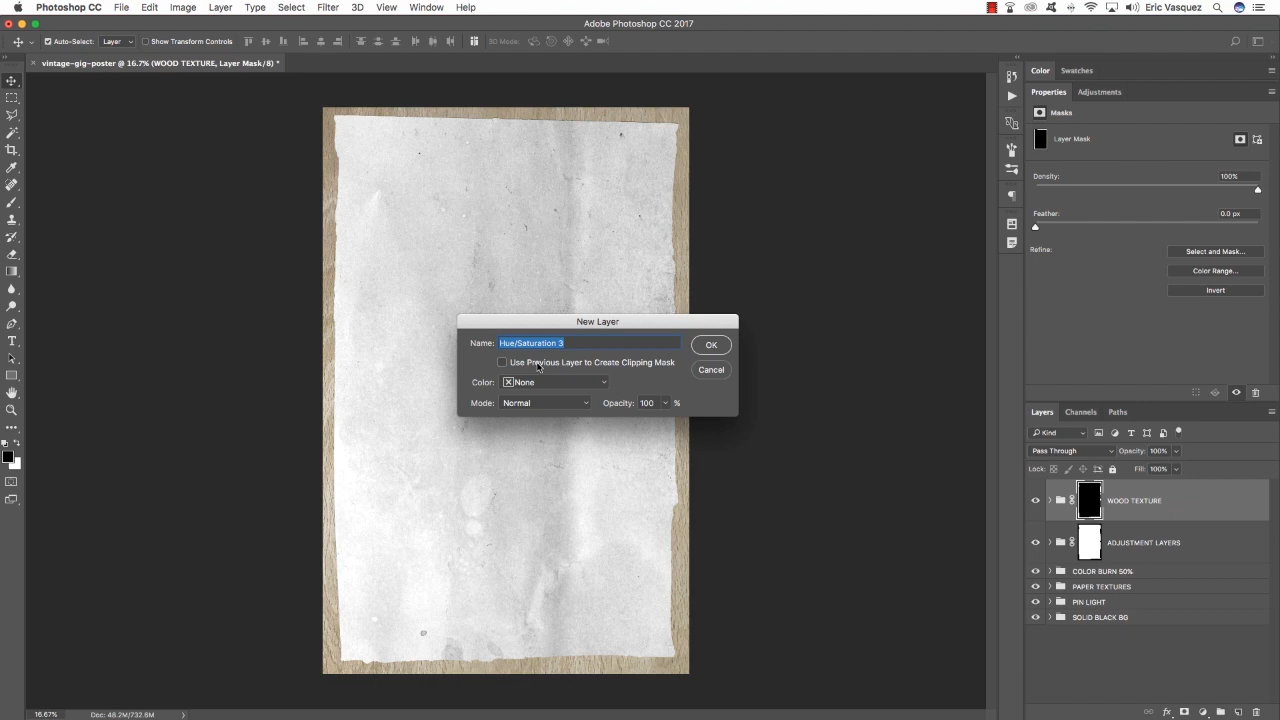 Photoshop CC File Edit Image Layer Type Select Filter 3D View Window Help Eric Vasquez
Adobe Photoshop CC 2017
Auto-Select: Layer Show Transform Controls 3D Mode:
× vintage-gig-poster @ 16.7% (WOOD TEXTURE, Layer Mask/8) *
Color Swatches
Properties Adjustments
Masks
Layer Mask
Density: 100%
Feather: 0.0 px
Refine: Select and Mask...
Color Range...
Invert
New Layer
Name: Hue/Saturation 3 OK
Use Previous Layer to Create Clipping Mask
Cancel
Color: None
Mode: Normal Opacity: 100 %
Layers Channels Paths
Kind
Pass Through Opacity: 100%
Lock: Fill: 100%
WOOD TEXTURE
ADJUSTMENT LAYERS
COLOR BURN 50%
PAPER TEXTURES
PIN LIGHT
SOLID BLACK BG
16.67% Doc: 48.2M/732.6M